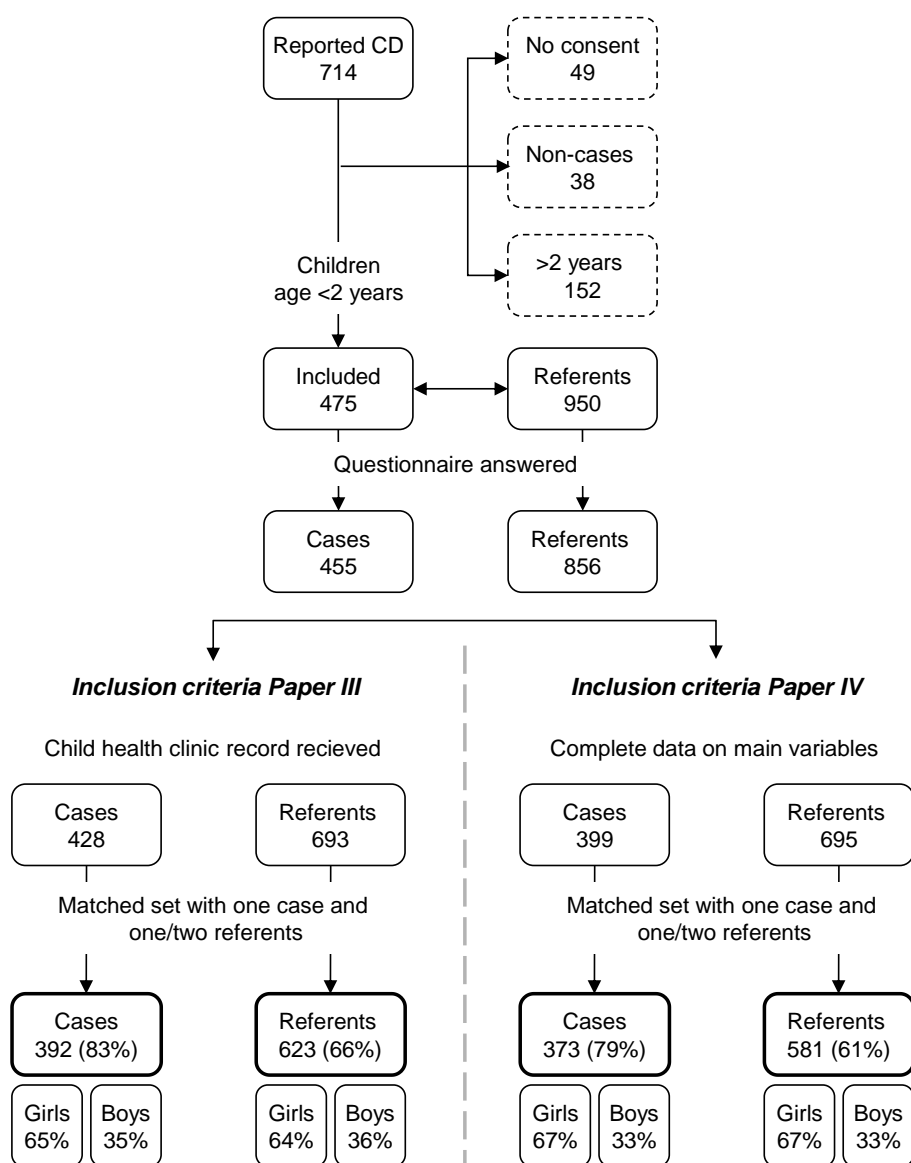 Reported CD
714
No consent
49
Non-cases
38
>2 years
152
Children
age <2 years
Included
475
Referents
950
Questionnaire answered
Cases
455
Referents
856
Inclusion criteria Paper III
Child health clinic record recieved
Cases
428
Referents
693
Matched set with one case and
one/two referents
Cases
392 (83%)
Referents
623 (66%)
Girls
65%
Boys
35%
Girls
64%
Boys
36%
Inclusion criteria Paper IV
Complete data on main variables
Cases
399
Referents
695
Matched set with one case and
one/two referents
Cases
373 (79%)
Referents
581 (61%)
Girls
67%
Boys
33%
Girls
67%
Boys
33%